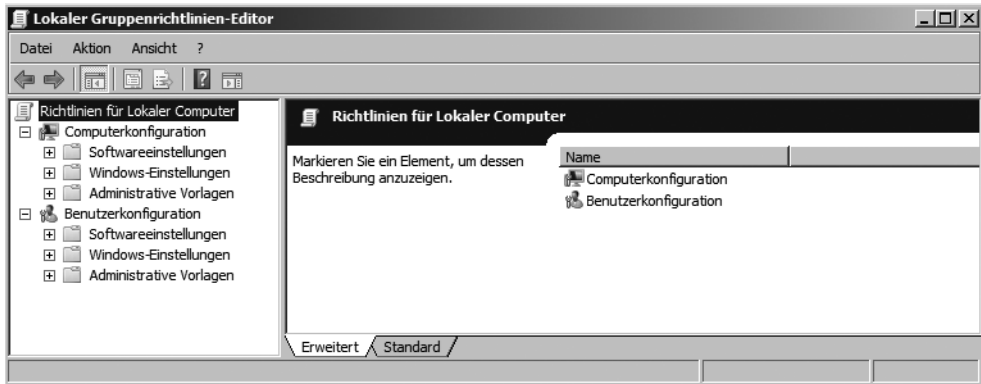 Lokaler Gruppenrichtlinien-Editor
Datei Aktion Ansicht ?
Richtlinien für Lokaler Computer
Computerkonfiguration
Softwareeinstellungen
Windows-Einstellungen
Administrative Vorlagen
Benutzerkonfiguration
Softwareeinstellungen
Windows-Einstellungen
Administrative Vorlagen
Richtlinien für Lokaler Computer
Markieren Sie ein Element, um dessen
Beschreibung anzuzeigen.
Name
Computerkonfiguration
Benutzerkonfiguration
Erweitert Standard